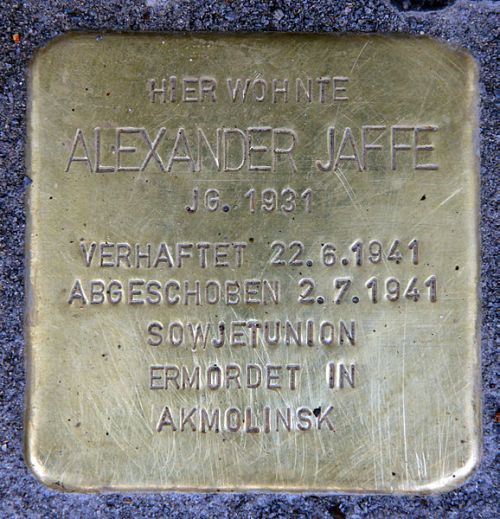 HIER WOHNTE
ALEXANDER JAFFE
JG. 1931
VERHAFTET 22.6.1941
ABGESCHOBEN 2.7.1941
SOWJETUNION
ERMORDET IN
AKMOLINSK